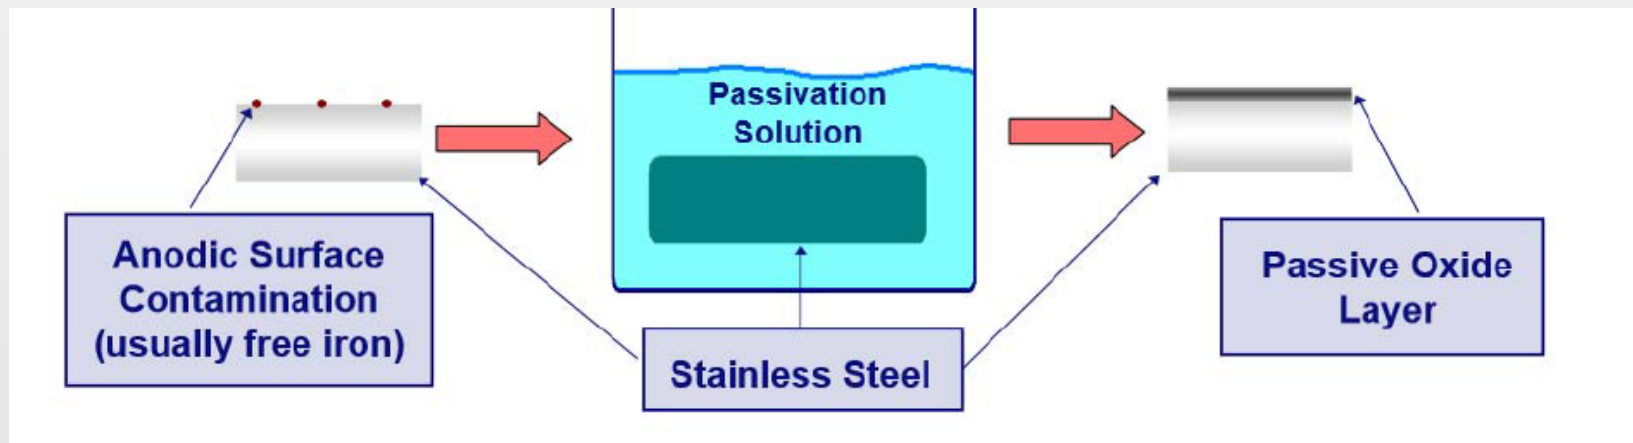 Passivation
Solution
Anodic Surface
Contamination
(usually free iron)
Stainless Steel
Passive Oxide
Layer